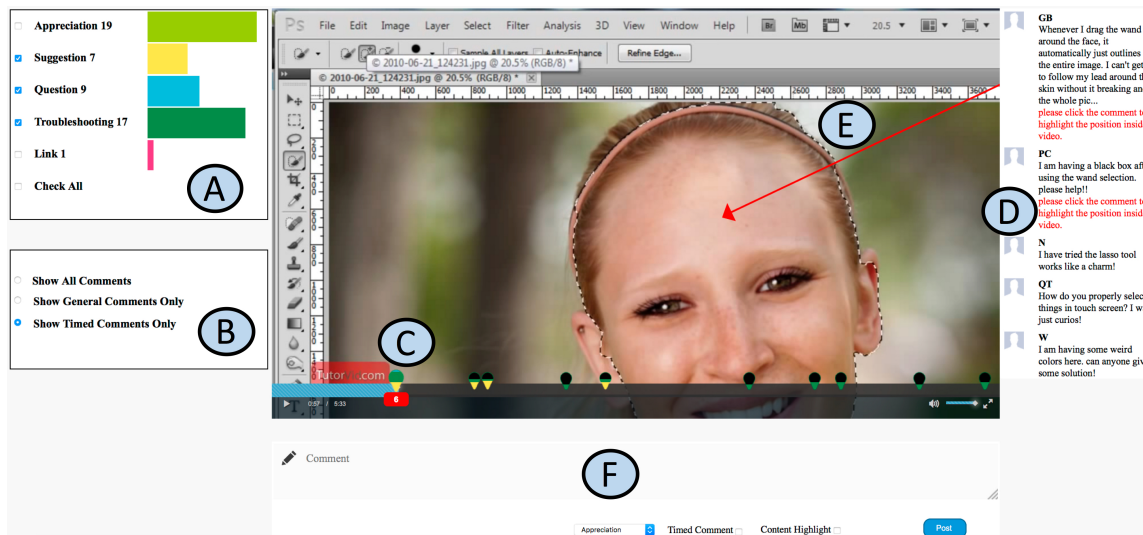 Appreciation 19
Suggestion 7
Question 9
Troubleshooting 17
Link 1
Check All
A
Show All Comments
Show General Comments Only
Show Timed Comments Only
B
Ps File Edit Image Layer Select Filter Analysis 3D View Window Help Br Mb 20.5
Sample All Layers Auto-Enhance Refine Edge...
© 2010-06-21_124231.jpg @ 20.5% (RGB/8) *
© 2010-06-21_124231.jpg @ 20.5% (RGB/8) *
0 200 400 600 800 1000 1200 1400 1600 1800 2000 2200 2400 2600 2800 3000 3200 3400 3600
E
C
.com
6
0:57 / 5:33
GB
Whenever I drag the wand
around the face, it
automatically just outlines
the entire image. I can't get
to follow my lead around
skin without it breaking
the whole pic...
please click the comment
highlight the position
video.
PC
I am having a black box
using the wand selection.
please help!!
please click the comment
D
highlight the position
video.
N
I have tried the lasso tool
works like a charm!
QT
How do you properly
things in touch screen? I
just curios!
W
I am having some weird
colors here. can anyone
some solution!
Comment
F
Appreciation Timed Comment Content Highlight Post